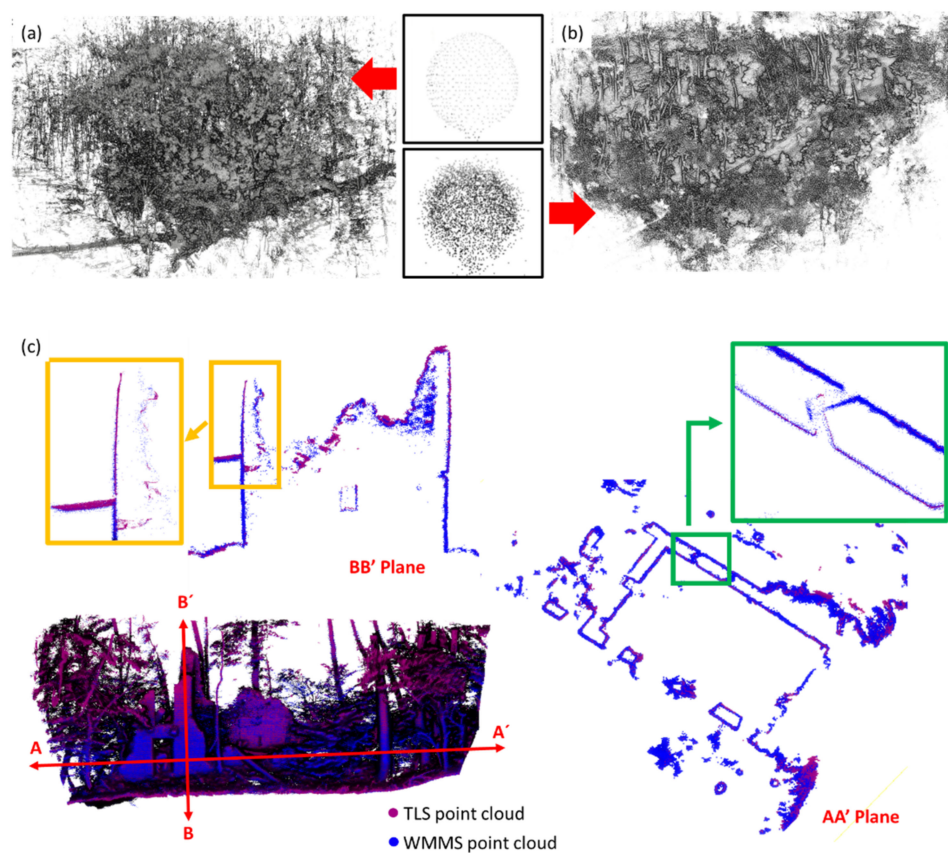 (a)
(b)
(c)
BB’ Plane
B´
A
A´
B
TLS point cloud
WMMS point cloud
AA’ Plane